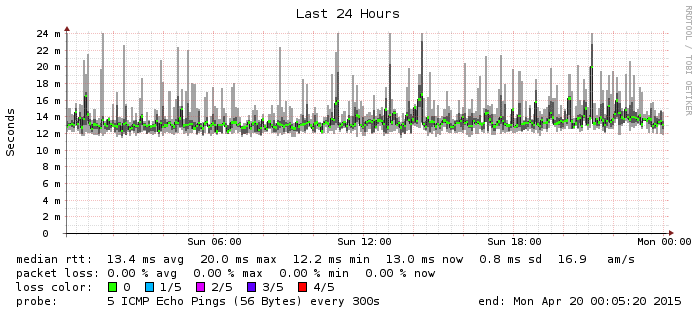 Last 24 Hours
RRDTOOL / TOBI OETIKER
Seconds
24 m
22 m
20 m
18 m
16 m
14 m
12 m
10 m
8 m
6 m
4 m
2 m
0
Sun 06:00 Sun 12:00 Sun 18:00 Mon 00:00
median rtt: 13.4 ms avg 20.0 ms max 12.2 ms min 13.0 ms now 0.8 ms sd 16.9 am/s
packet loss: 0.00 % avg 0.00 % max 0.00 % min 0.00 % now
loss color: 0 1/5 2/5 3/5 4/5
probe: 5 ICMP Echo Pings (56 Bytes) every 300s end: Mon Apr 20 00:05:20 2015